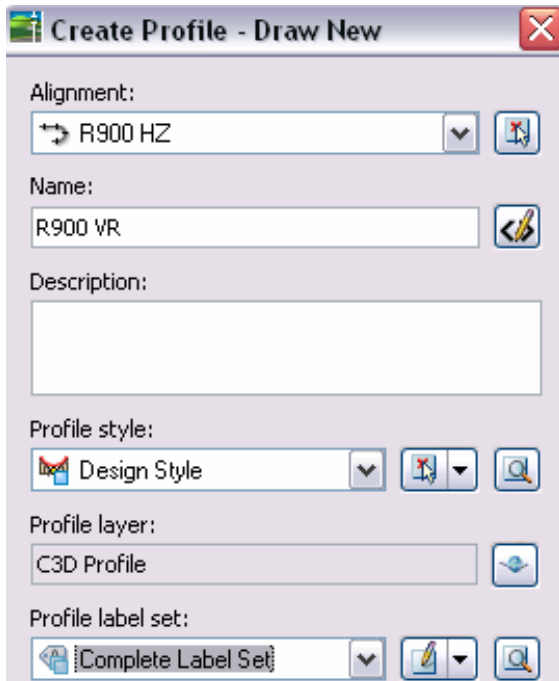 Create Profile - Draw New
Alignment:
R900 HZ
Name:
R900 VR
Description:
Profile style:
Design Style
Profile layer:
C3D Profile
Profile label set:
Complete Label Set